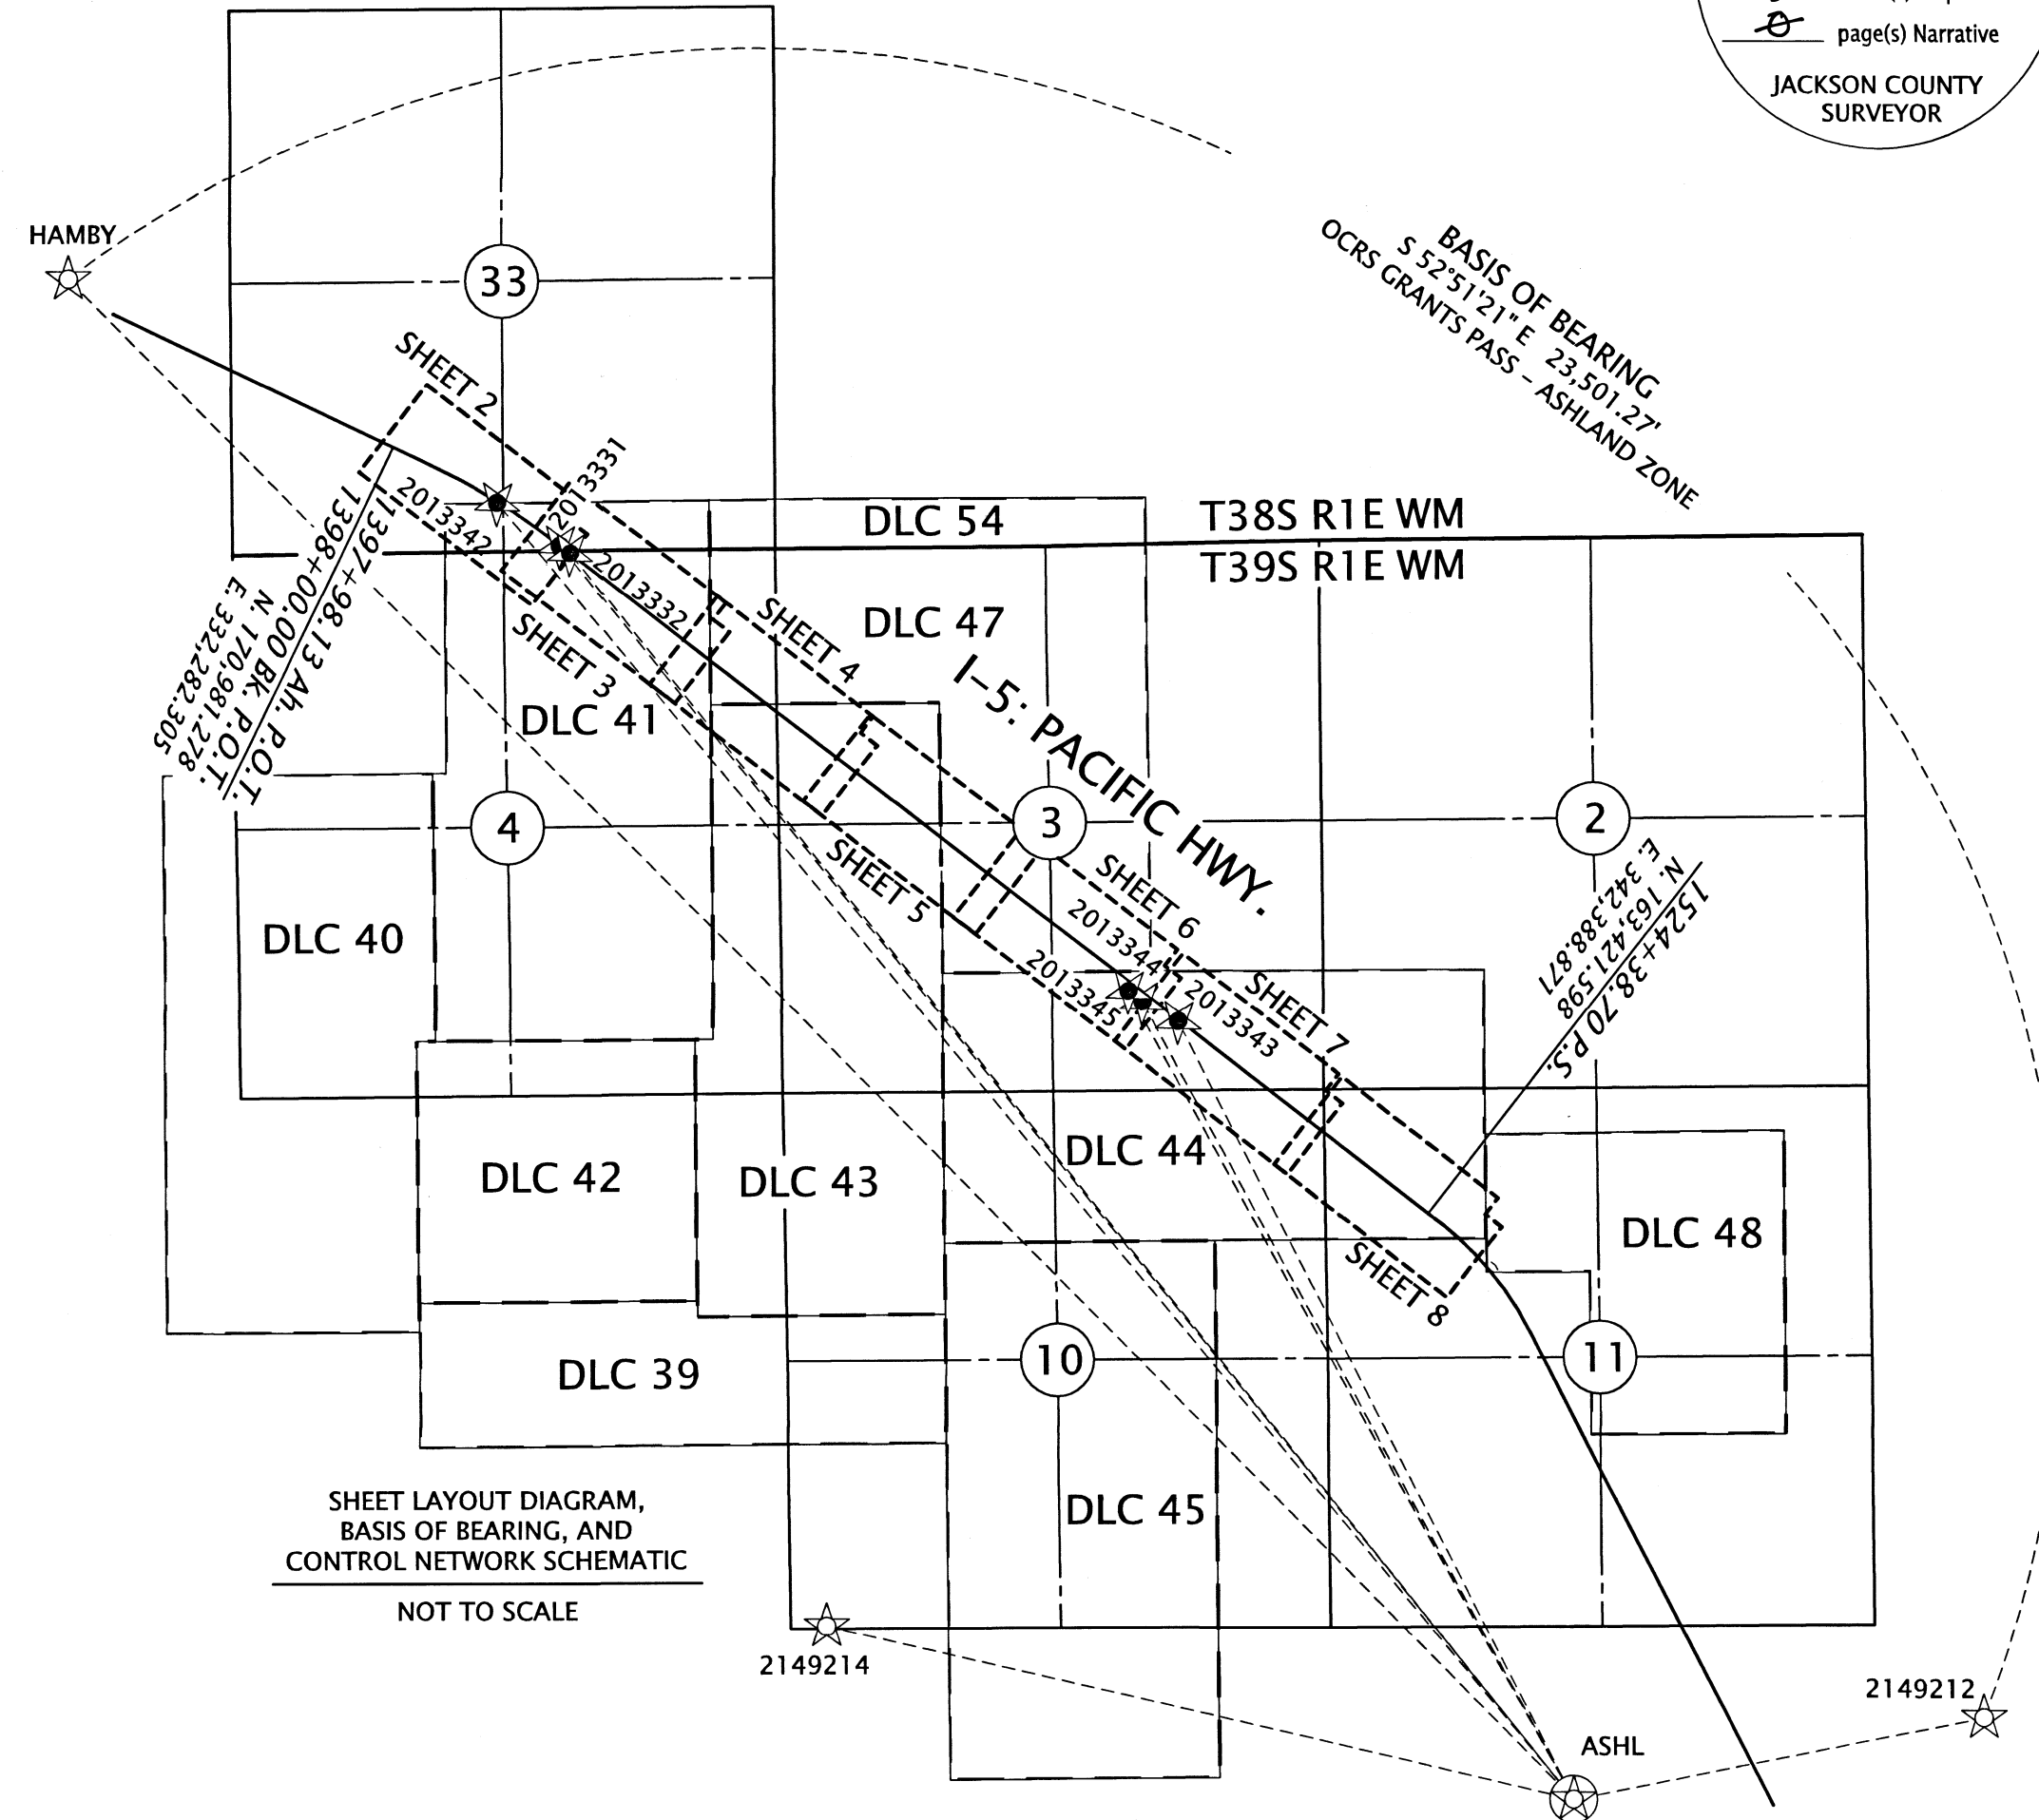 page(s) Narrative
JACKSON COUNTY
SURVEYOR
HAMBY
33
BASIS OF BEARING
S 52°51'21" E 23,501.27'
OCRS GRANTS PASS - ASHLAND ZONE
SHEET 2
2013331
2013342
1397+98.13 Ah. P.O.T.
1398+00.00 Bk. P.O.T.
N. 170,981.278
E. 332,282.305
DLC 54
T38S R1E WM
T39S R1E WM
2013332
SHEET 3
SHEET 4
DLC 47
DLC 41
I-5: PACIFIC HWY.
4
3
2
SHEET 5
SHEET 6
DLC 40
2013344
2013345
2013343
SHEET 7
1524+38.70 P.S.
N. 163,421.598
E. 342,388.871
DLC 42
DLC 43
DLC 44
DLC 48
SHEET 8
DLC 39
10
11
DLC 45
SHEET LAYOUT DIAGRAM,
BASIS OF BEARING, AND
CONTROL NETWORK SCHEMATIC
NOT TO SCALE
2149214
2149212
ASHL